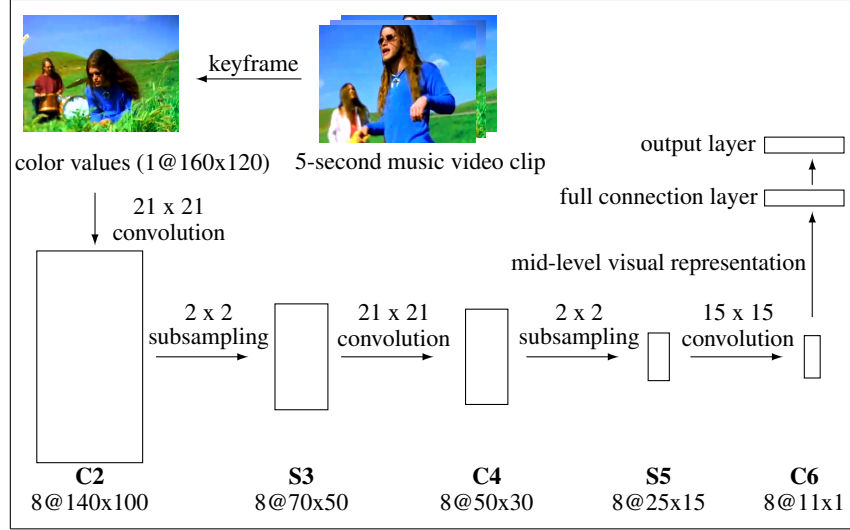 keyframe
color values (1@160x120)
5-second music video clip
output layer
full connection layer
21 x 21
convolution
mid-level visual representation
2 x 2
subsampling
21 x 21
convolution
2 x 2
subsampling
15 x 15
convolution
C2
8@140x100
S3
8@70x50
C4
8@50x30
S5
8@25x15
C6
8@11x1